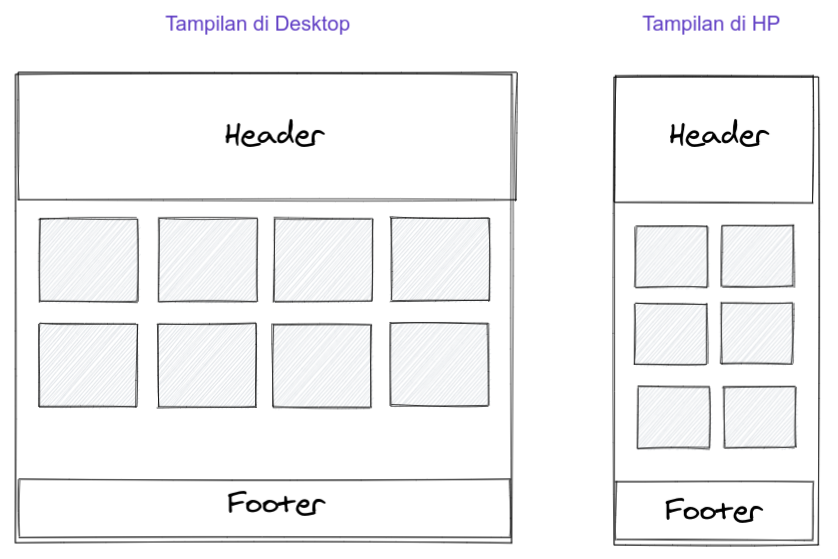 Tampilan di Desktop
Tampilan di HP
Header
Header
Footer
Footer